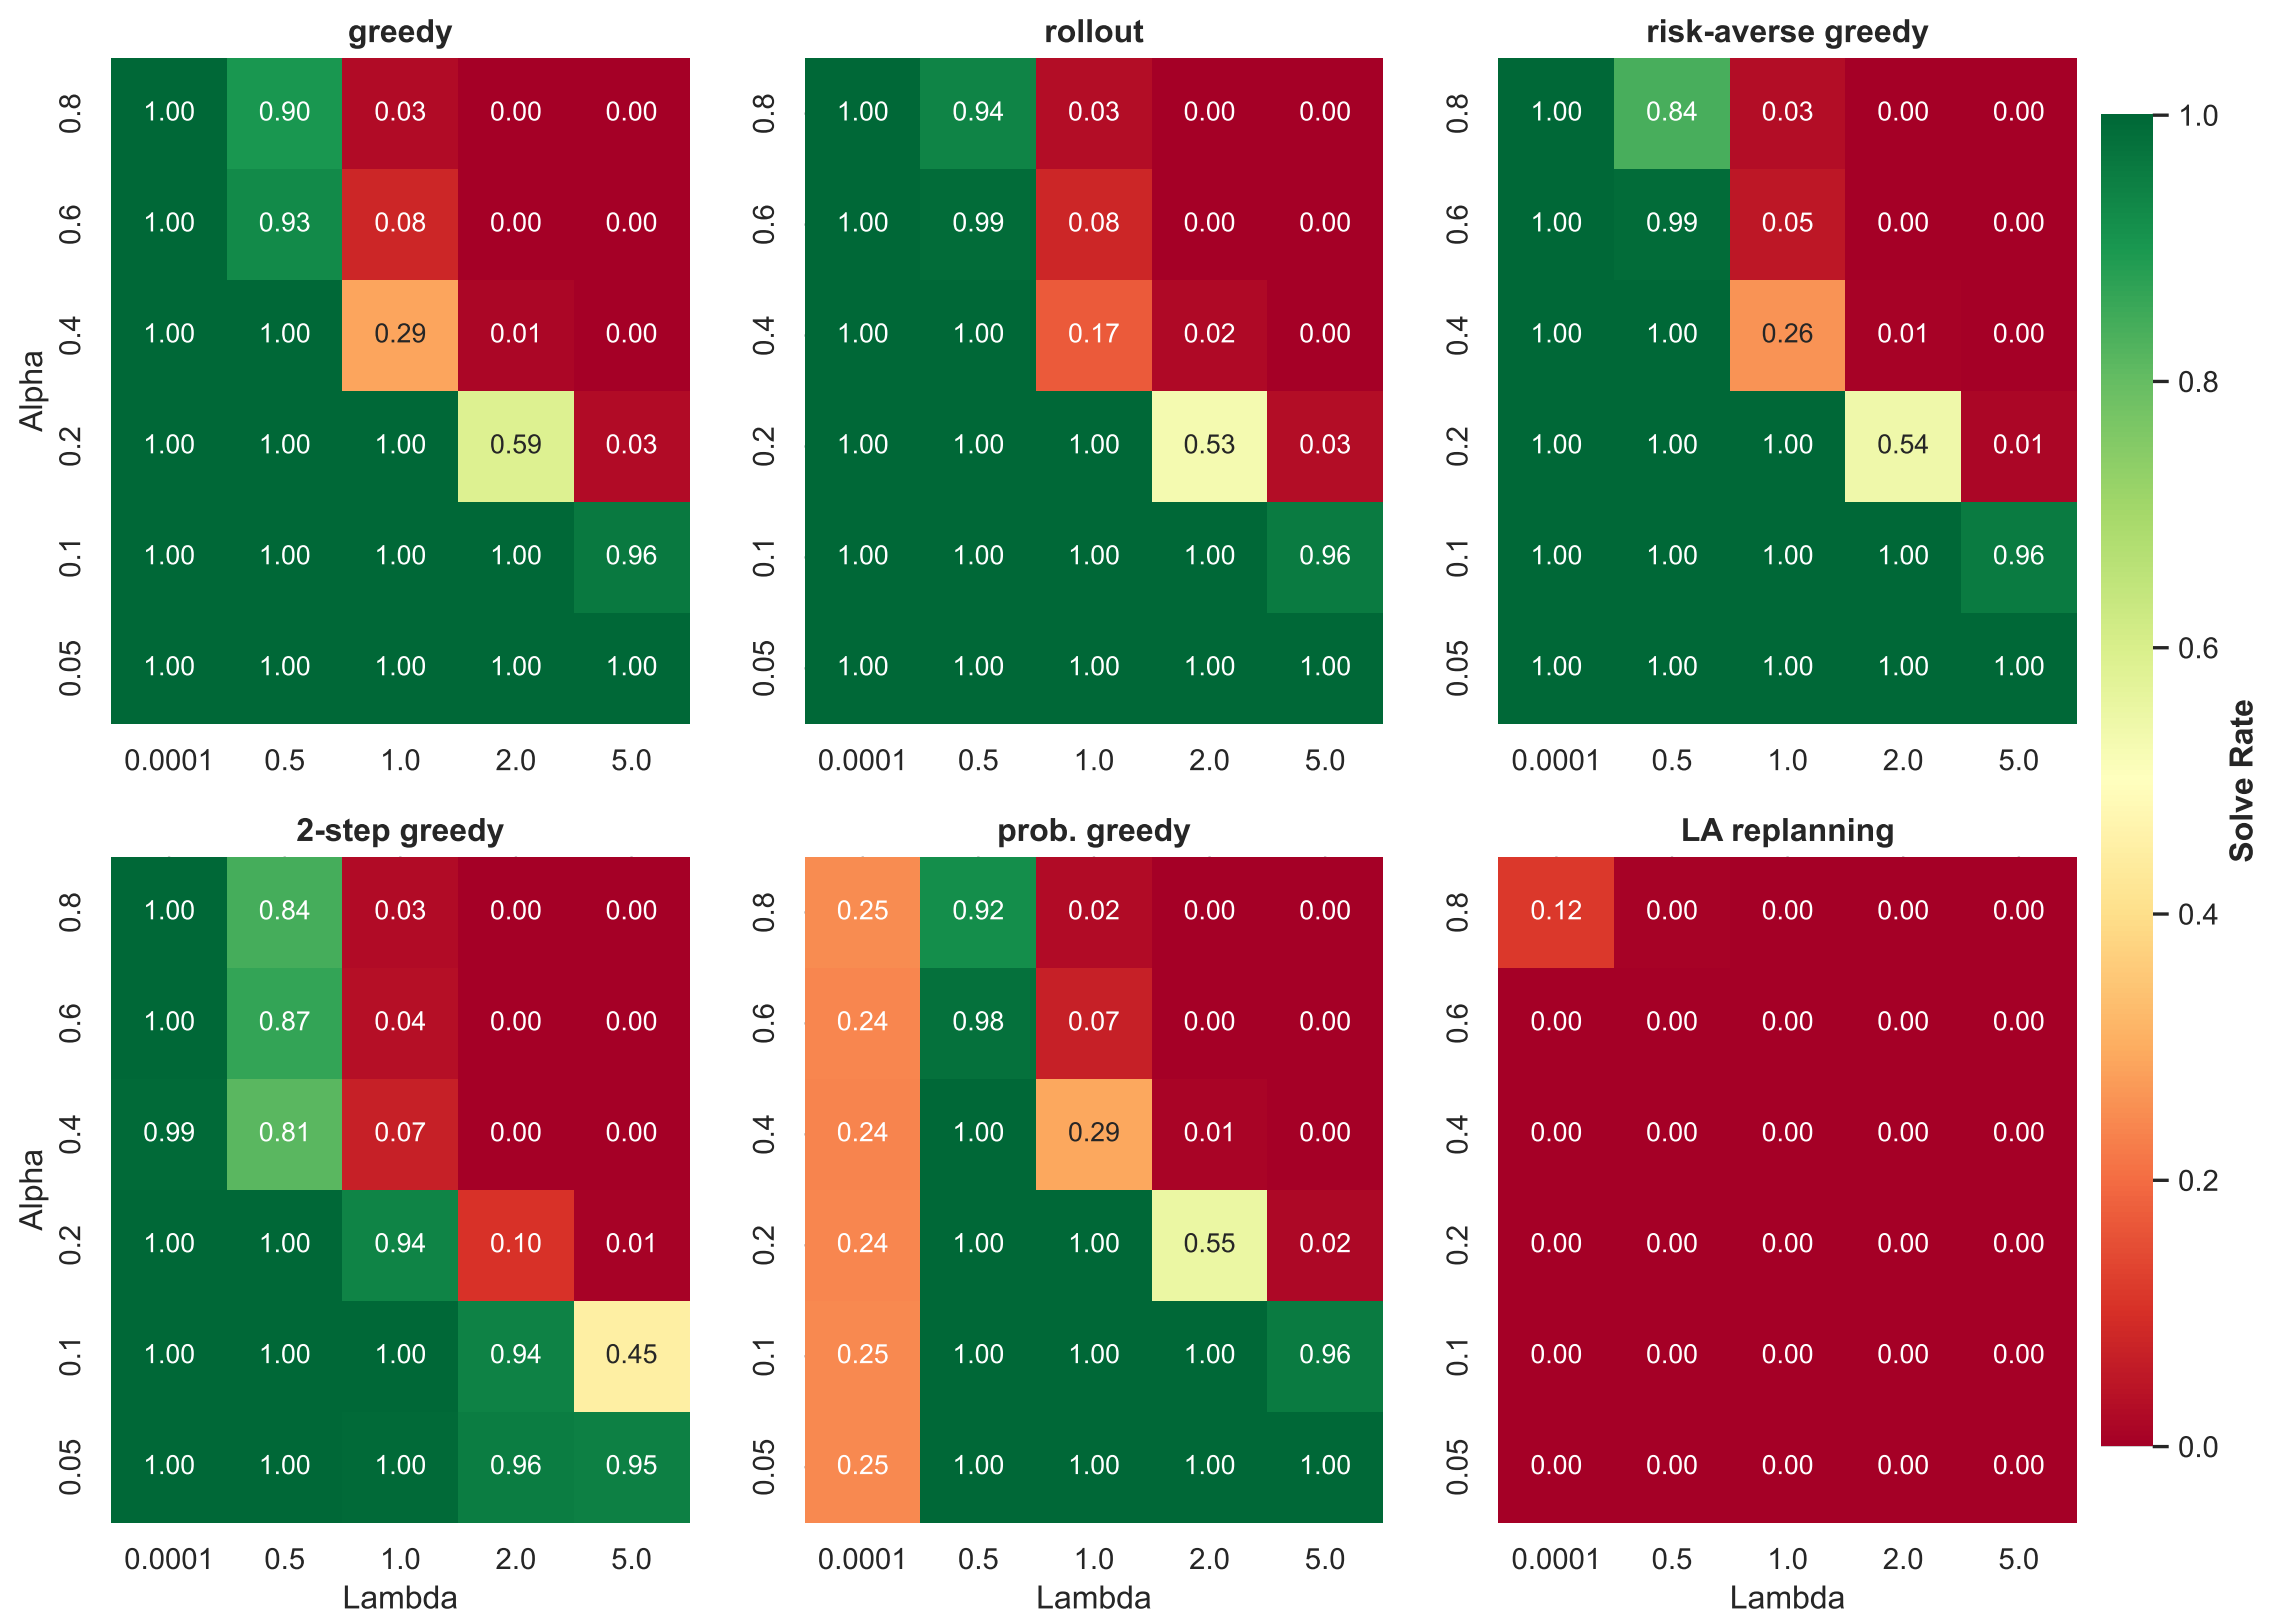 greedy
0.8 1.00 0.90 0.03 0.00 0.00
0.6 1.00 0.93 0.08 0.00 0.00
0.4 1.00 1.00 0.29 0.01 0.00
0.2 1.00 1.00 1.00 0.59 0.03
0.1 1.00 1.00 1.00 1.00 0.96
0.05 1.00 1.00 1.00 1.00 1.00
Alpha
0.0001 0.5 1.0 2.0 5.0
rollout
0.8 1.00 0.94 0.03 0.00 0.00
0.6 1.00 0.99 0.08 0.00 0.00
0.4 1.00 1.00 0.17 0.02 0.00
0.2 1.00 1.00 1.00 0.53 0.03
0.1 1.00 1.00 1.00 1.00 0.96
0.05 1.00 1.00 1.00 1.00 1.00
0.0001 0.5 1.0 2.0 5.0
risk-averse greedy
0.8 1.00 0.84 0.03 0.00 0.00
0.6 1.00 0.99 0.05 0.00 0.00
0.4 1.00 1.00 0.26 0.01 0.00
0.2 1.00 1.00 1.00 0.54 0.01
0.1 1.00 1.00 1.00 1.00 0.96
0.05 1.00 1.00 1.00 1.00 1.00
0.0001 0.5 1.0 2.0 5.0
2-step greedy
0.8 1.00 0.84 0.03 0.00 0.00
0.6 1.00 0.87 0.04 0.00 0.00
0.4 0.99 0.81 0.07 0.00 0.00
0.2 1.00 1.00 0.94 0.10 0.01
0.1 1.00 1.00 1.00 0.94 0.45
0.05 1.00 1.00 1.00 0.96 0.95
Alpha
0.0001 0.5 1.0 2.0 5.0
Lambda
prob. greedy
0.8 0.25 0.92 0.02 0.00 0.00
0.6 0.24 0.98 0.07 0.00 0.00
0.4 0.24 1.00 0.29 0.01 0.00
0.2 0.24 1.00 1.00 0.55 0.02
0.1 0.25 1.00 1.00 1.00 0.96
0.05 0.25 1.00 1.00 1.00 1.00
0.0001 0.5 1.0 2.0 5.0
Lambda
LA replanning
0.8 0.12 0.00 0.00 0.00 0.00
0.6 0.00 0.00 0.00 0.00 0.00
0.4 0.00 0.00 0.00 0.00 0.00
0.2 0.00 0.00 0.00 0.00 0.00
0.1 0.00 0.00 0.00 0.00 0.00
0.05 0.00 0.00 0.00 0.00 0.00
0.0001 0.5 1.0 2.0 5.0
Lambda
1.0
0.8
0.6
0.4
0.2
0.0
Solve Rate